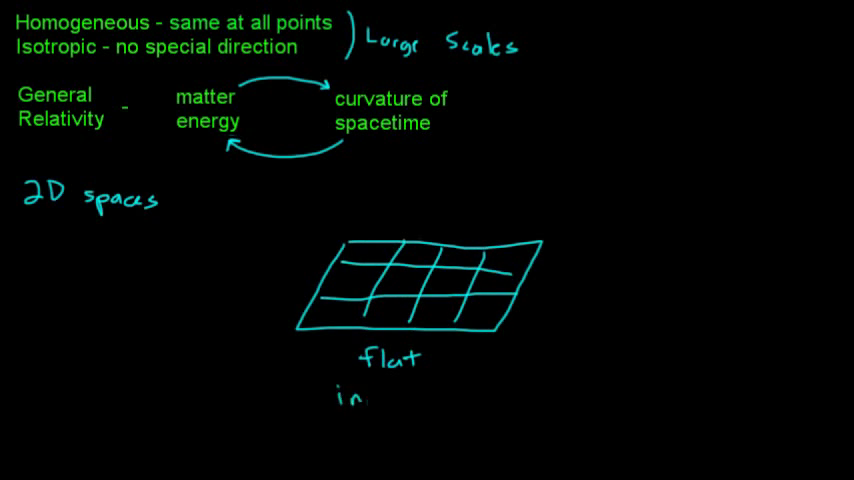 Homogeneous - same at all points
Isotropic - no special direction
Large Scales
General Relativity - matter energy
curvature of spacetime
2D spaces
flat
in